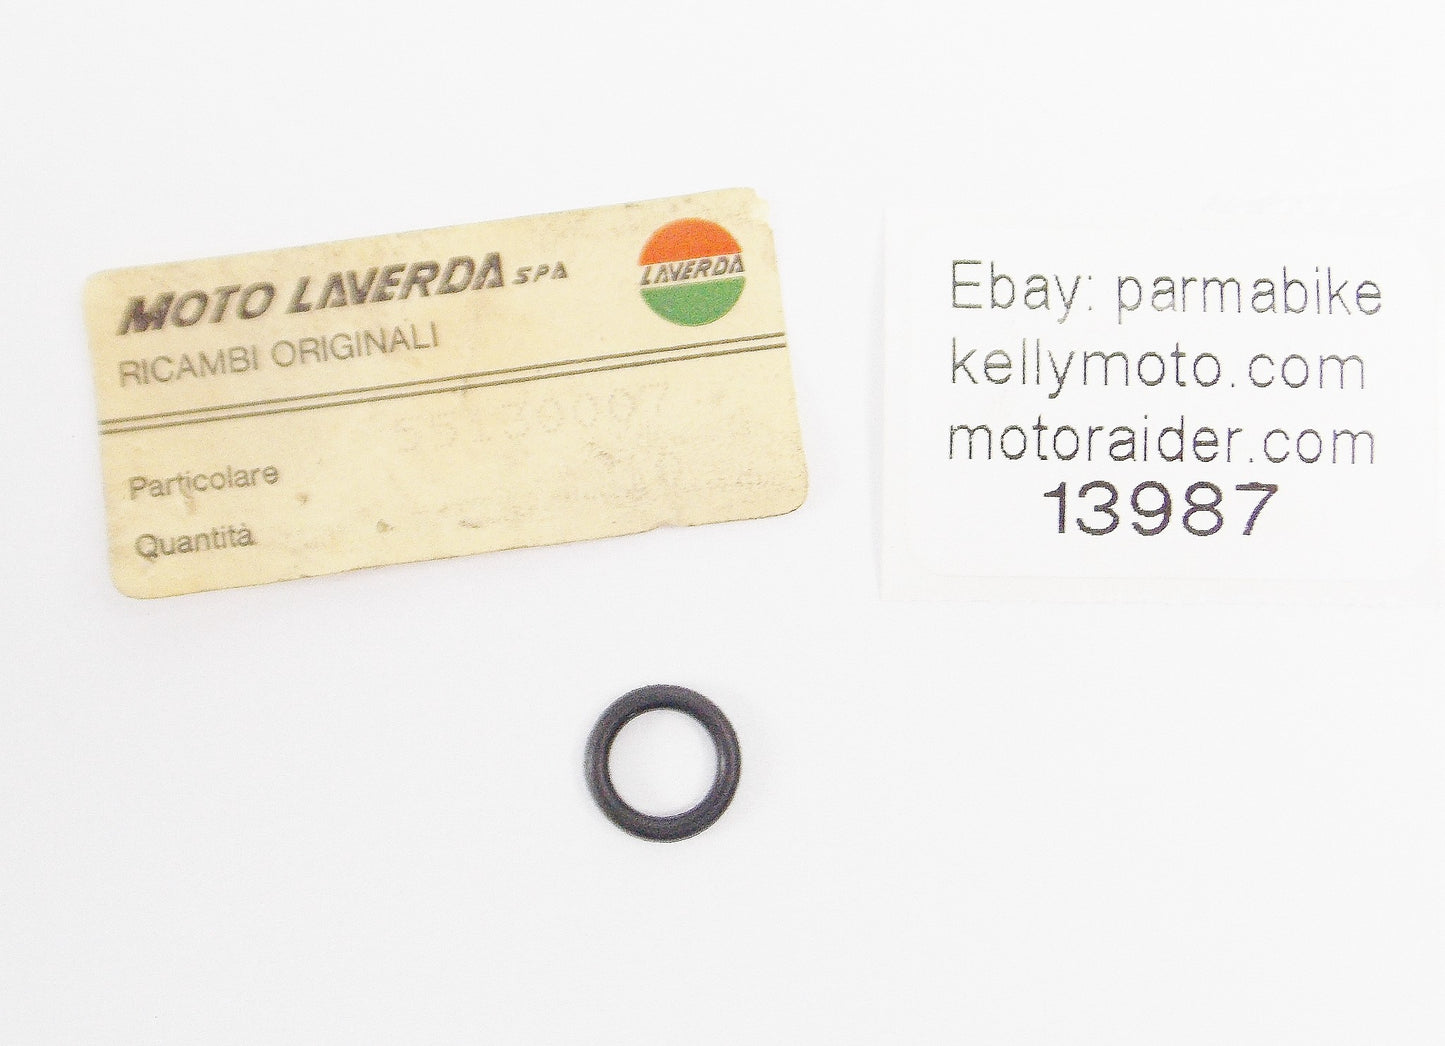 MOTO LAVERDA SPA
LAVERDA
RICAMBI ORIGINALI
Particolare
Quantità
Ebay: parmabike
kellymoto.com
motoraider.com
13987